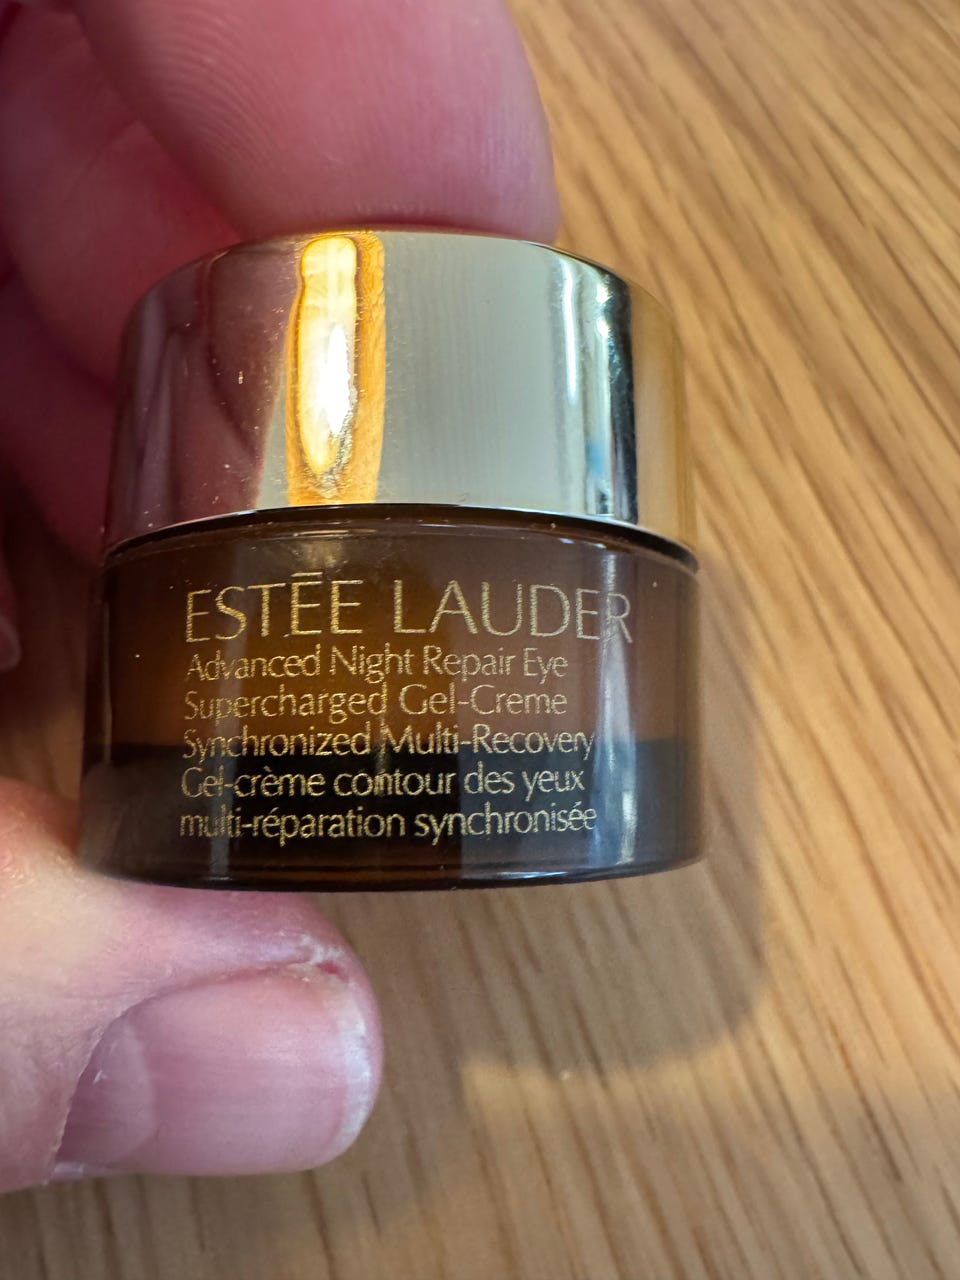 ESTĒE LAUDER
Advanced Night Repair Eye
Supercharged Gel-Creme
Synchronized Multi-Recovery
Gel-crème contour des yeux
multi-réparation synchronisée